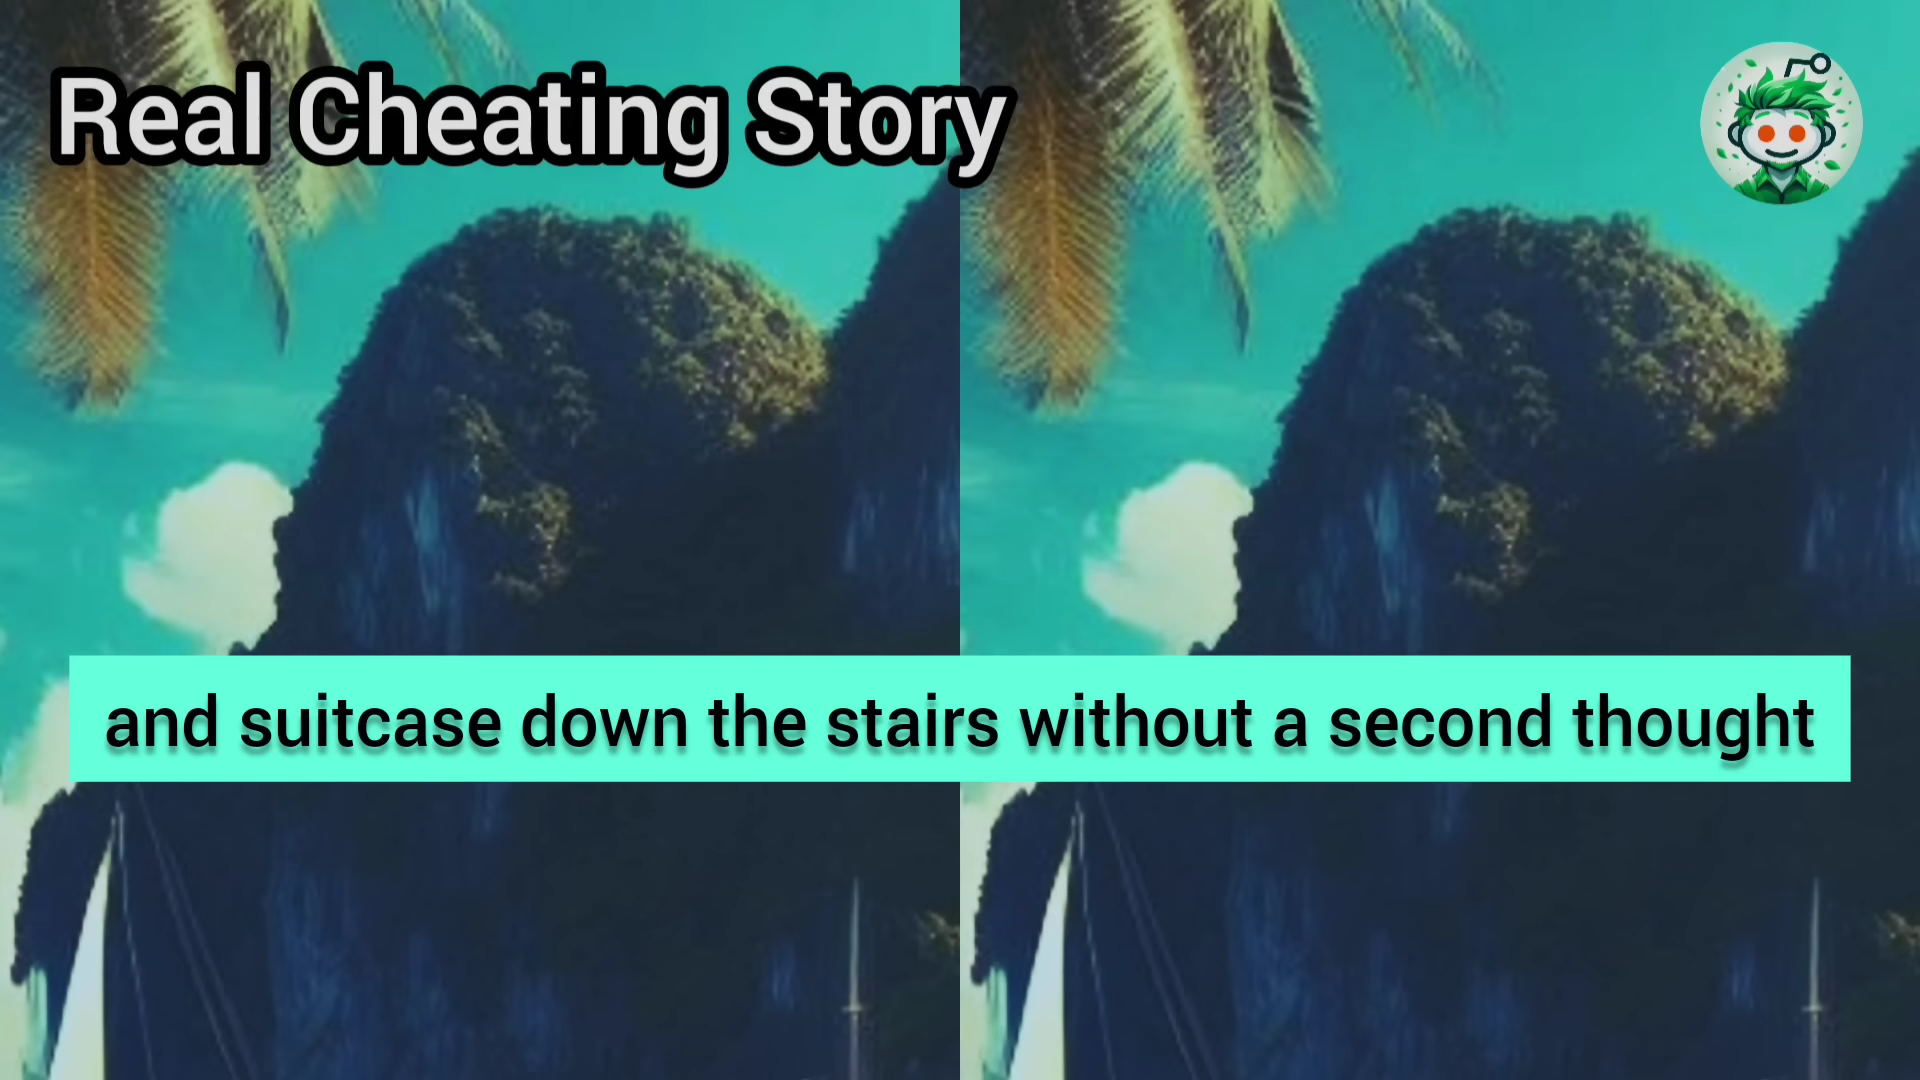 Real Cheating Story
and suitcase down the stairs without a second thought